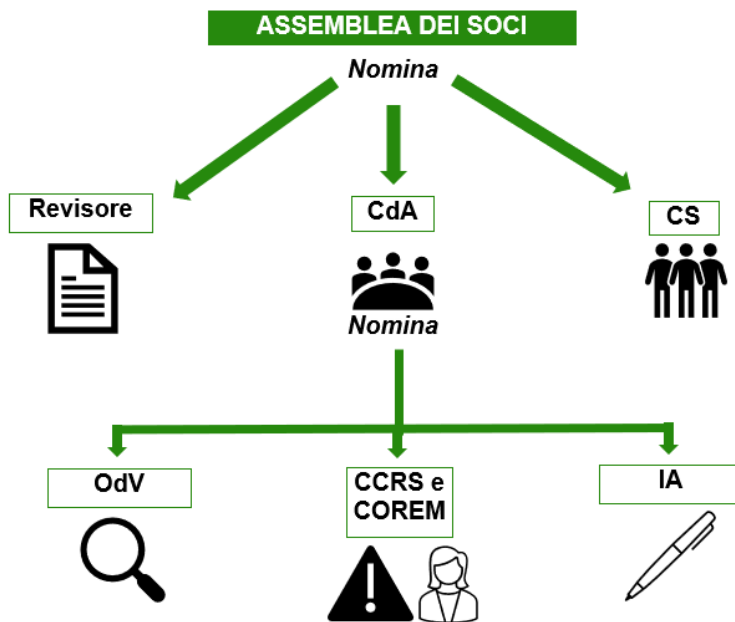 ASSEMBLEA DEI SOCI
Nomina
Revisore
CdA
CS
Nomina
OdV
CCRS e
COREM
IA